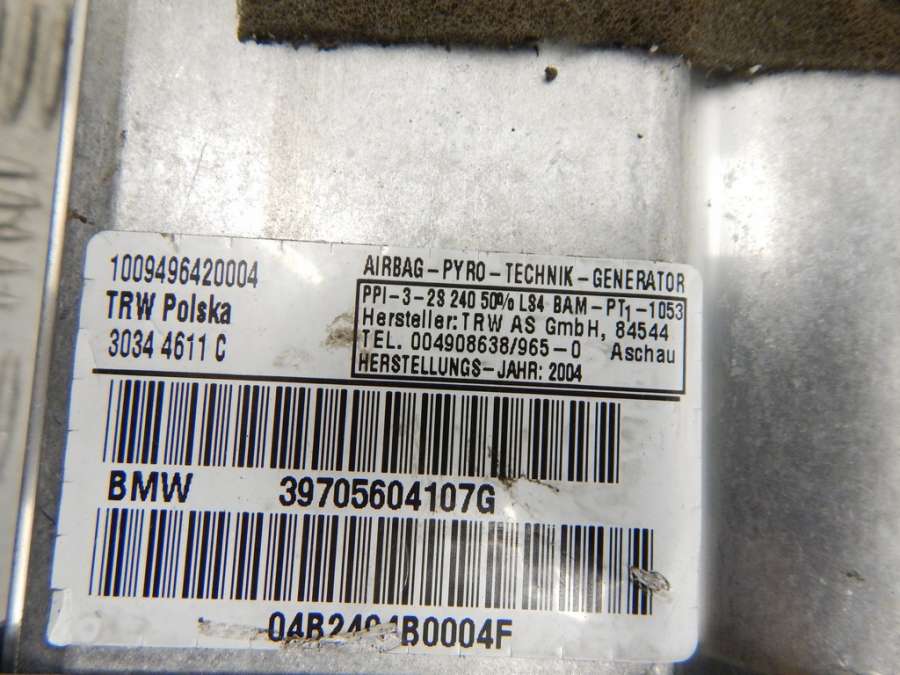 1009496420004
TRW Polska
3034 4611 C
AIRBAG-PYRO-TECHNIK-GENERATOR
PPI-3-2S 240 50% LS4 BAM-PT1-1053
Hersteller: TRW AS GmbH, 84544
TEL. 004908638/965-0 Aschau
HERSTELLUNGS-JAHR: 2004
BMW 39705604107G